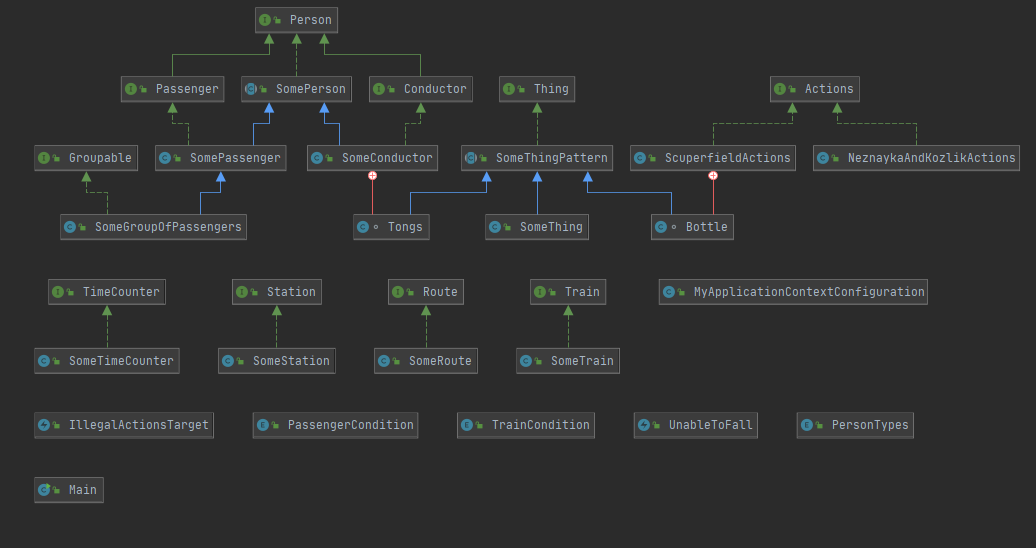 Person
Passenger
SomePerson
Conductor
Thing
Actions
Groupable
SomePassenger
SomeConductor
SomeThingPattern
ScuperfieldActions
NeznaykaAndKozlikActions
SomeGroupOfPassengers
Tongs
SomeThing
Bottle
TimeCounter
Station
Route
Train
MyApplicationContextConfiguration
SomeTimeCounter
SomeStation
SomeRoute
SomeTrain
IllegalActionsTarget
PassengerCondition
TrainCondition
UnableToFall
PersonTypes
Main